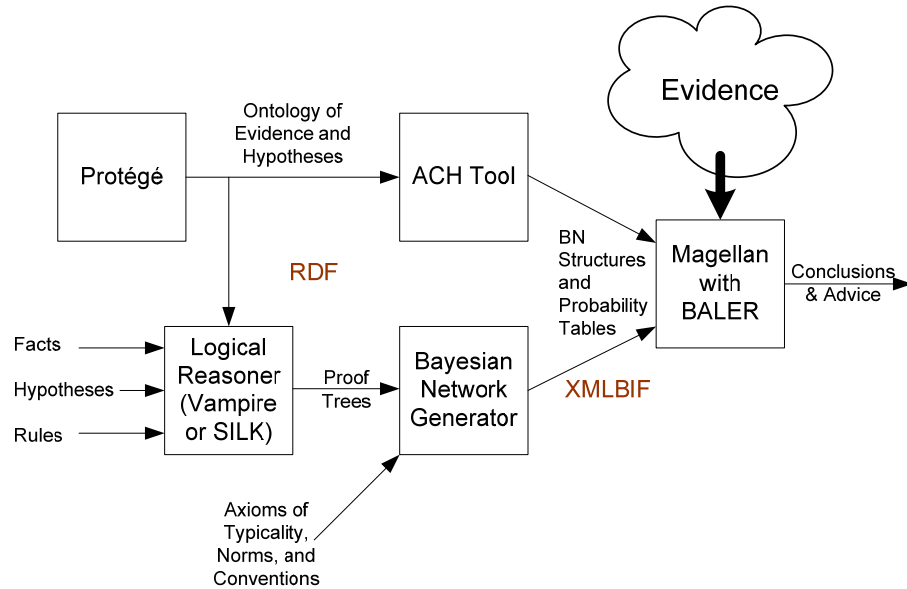 Evidence
Ontology of
Evidence and
Hypotheses
Protégé
ACH Tool
BN
Structures
and
Probability
Tables
Magellan
with
BALER
Conclusions
& Advice
RDF
Facts
Hypotheses
Rules
Logical
Reasoner
(Vampire
or SILK)
Proof
Trees
Bayesian
Network
Generator
XMLBIF
Axioms of
Typicality,
Norms, and
Conventions